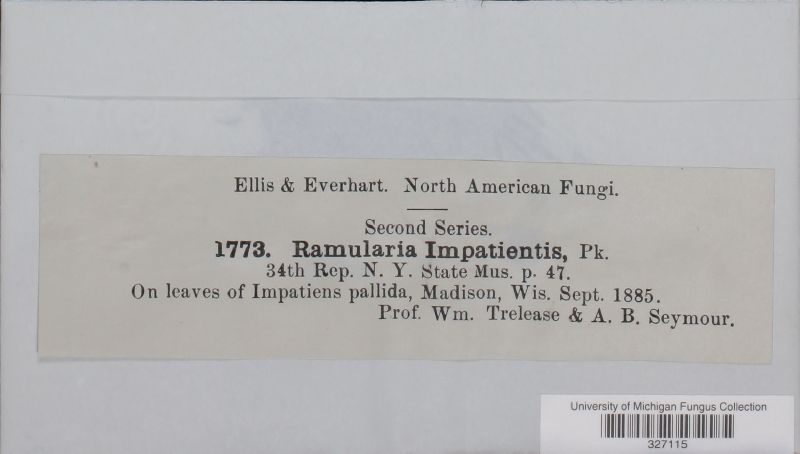 Ellis & Everhart. North American Fungi.
Second Series.
1773. Ramularia Impatientis, Pk.
34th Rep. N. Y. State Mus. p. 47.
On leaves of Impatiens pallida, Madison, Wis. Sept. 1885.
Prof. Wm. Trelease & A. B. Seymour.
University of Michigan Fungus Collection
327115